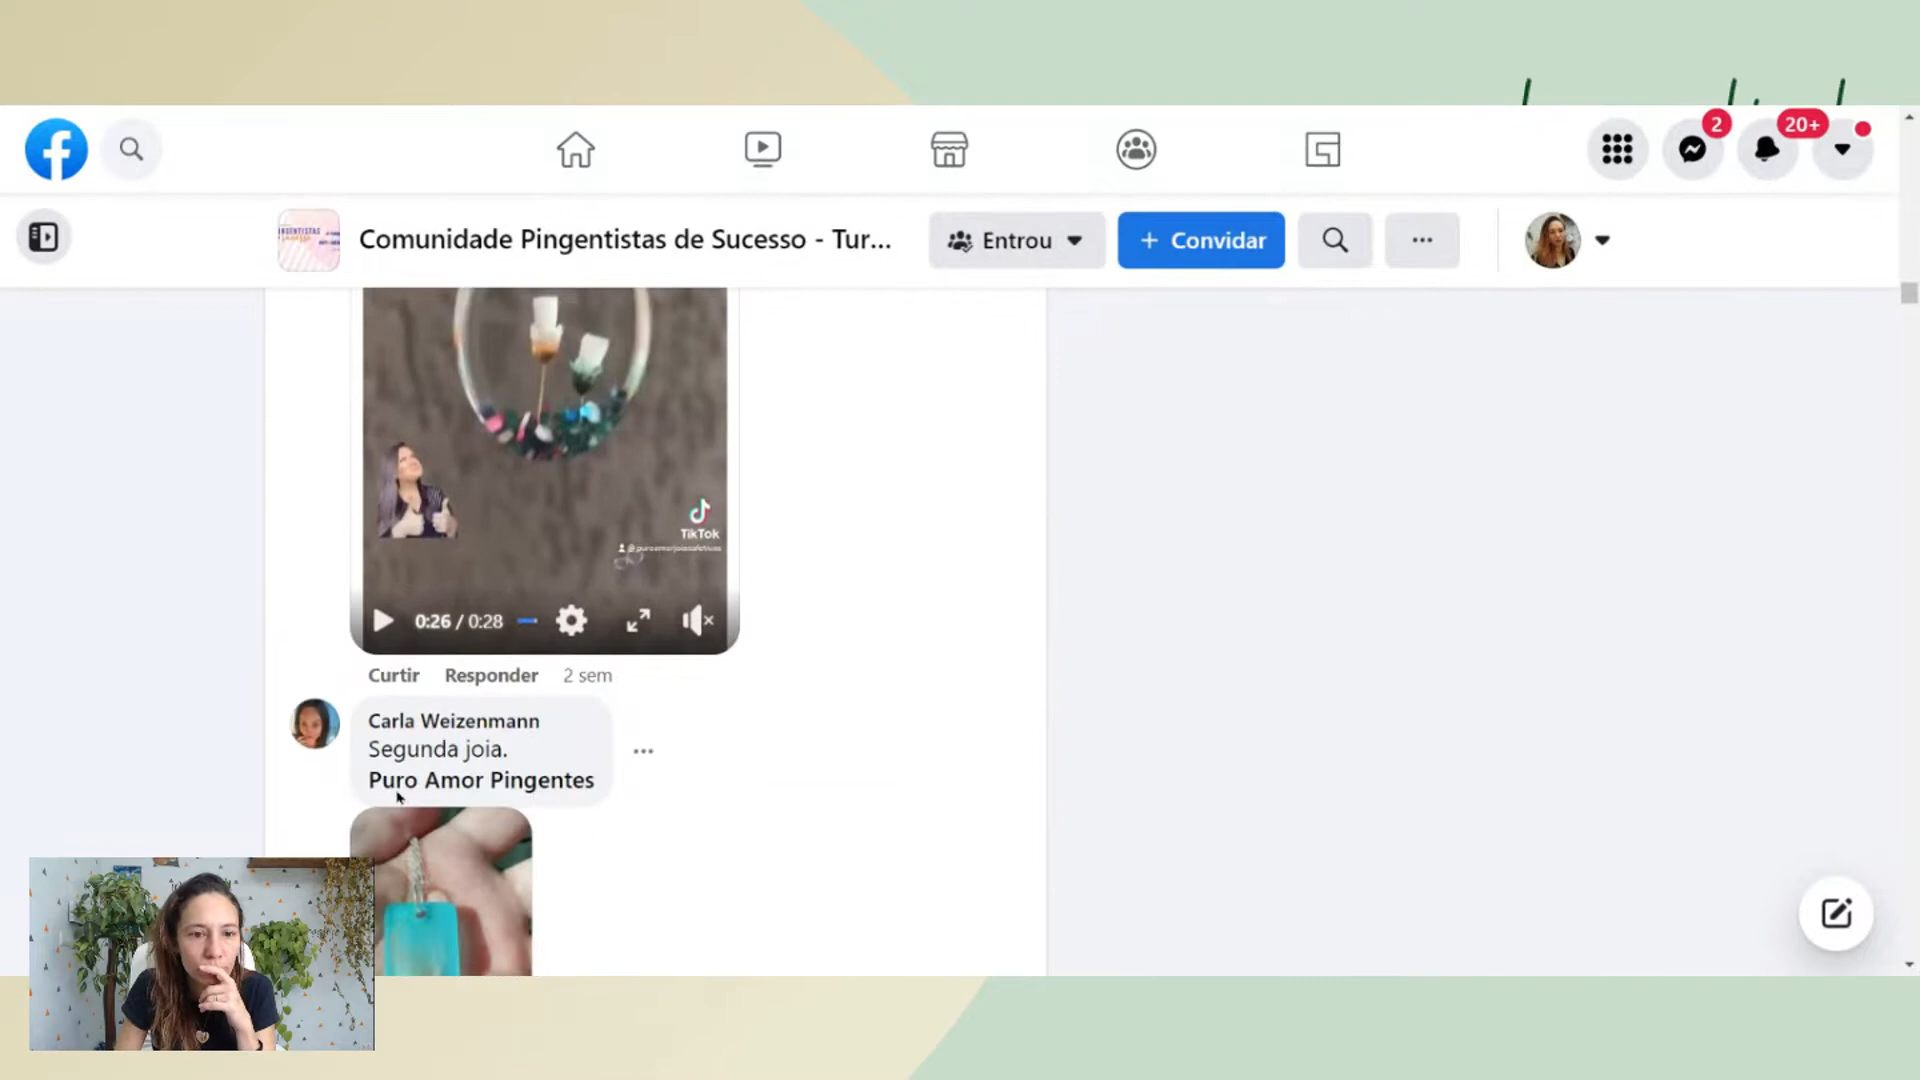 2
20+
Comunidade Pingentistas de Sucesso - Tur...
Entrou
+ Convidar
TikTok
0:26 / 0:28
Curtir Responder 2 sem
Carla Weizenmann
Segunda joia.
Puro Amor Pingentes